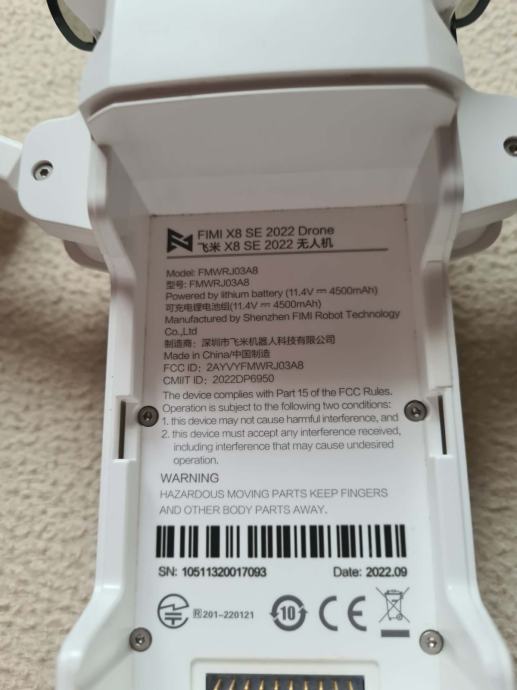 FIMI X8 SE 2022 Drone
飞米 X8 SE 2022 无人机
Model: FMWRJ03A8
型号: FMWRJ03A8
Powered by lithium battery (11.4V ⎓ 4500mAh)
可充电锂电池组(11.4V ⎓ 4500mAh)
Manufactured by Shenzhen FIMI Robot Technology
Co.,Ltd
制造商: 深圳市飞米机器人科技有限公司
Made in China/中国制造
FCC ID: 2AYVYFMWRJ03A8
CMIIT ID: 2022DP6950
The device complies with Part 15 of the FCC Rules.
Operation is subject to the following two conditions:
1. this device may not cause harmful interference, and
2. this device must accept any interference received,
including interference that may cause undesired
operation.
WARNING
HAZARDOUS MOVING PARTS KEEP FINGERS
AND OTHER BODY PARTS AWAY.
SN: 10511320017093 Date: 2022.09
R 201-220121 10 CE